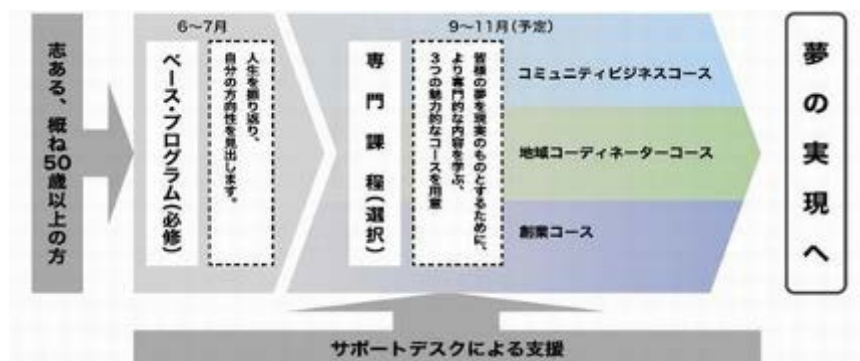 志ある、概ね50歳以上の方
6〜7月
ベース・プログラム(必修)
人生を振り返り、
自分の方向性を見出します。
9〜11月(予定)
専門課程(選択)
皆様の夢を現実のものとするために、
より専門的な内容を学ぶ、
3つの魅力的なコースを用意
コミュニティビジネスコース
地域コーディネーターコース
創業コース
夢の実現へ
サポートデスクによる支援